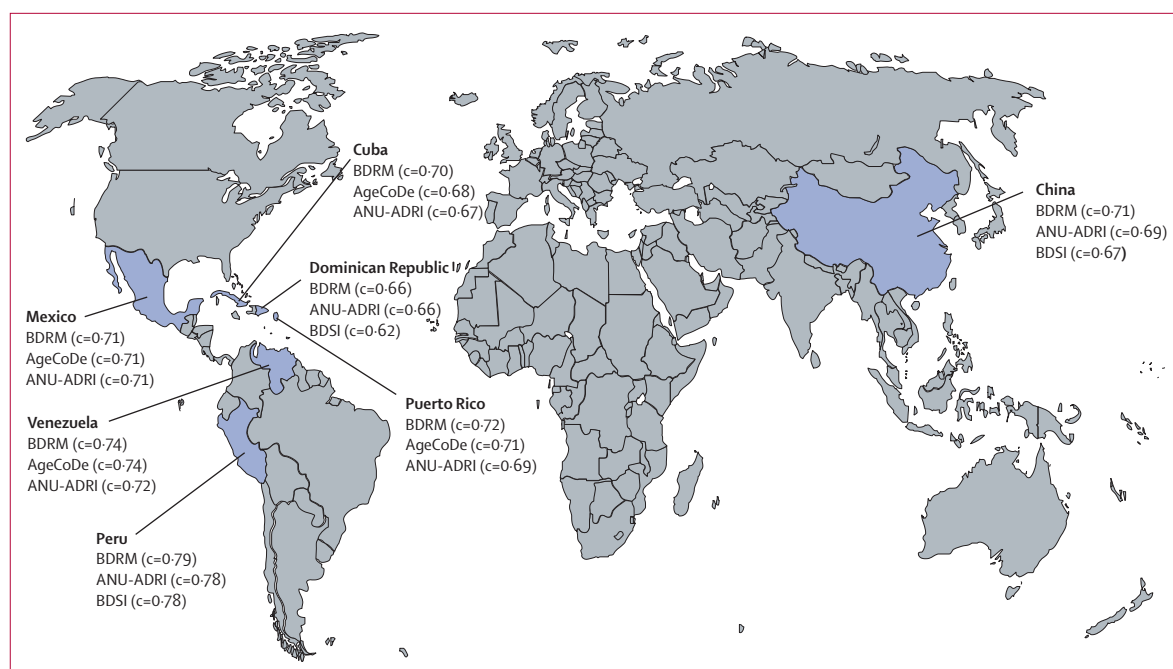 Cuba
BDRM (c=0·70)
AgeCoDe (c=0·68)
ANU-ADRI (c=0·67)
China
BDRM (c=0·71)
ANU-ADRI (c=0·69)
BDSI (c=0·67)
Dominican Republic
BDRM (c=0·66)
ANU-ADRI (c=0·66)
BDSI (c=0·62)
Mexico
BDRM (c=0·71)
AgeCoDe (c=0·71)
ANU-ADRI (c=0·71)
Puerto Rico
BDRM (c=0·72)
AgeCoDe (c=0·71)
ANU-ADRI (c=0·69)
Venezuela
BDRM (c=0·74)
AgeCoDe (c=0·74)
ANU-ADRI (c=0·72)
Peru
BDRM (c=0·79)
ANU-ADRI (c=0·78)
BDSI (c=0·78)